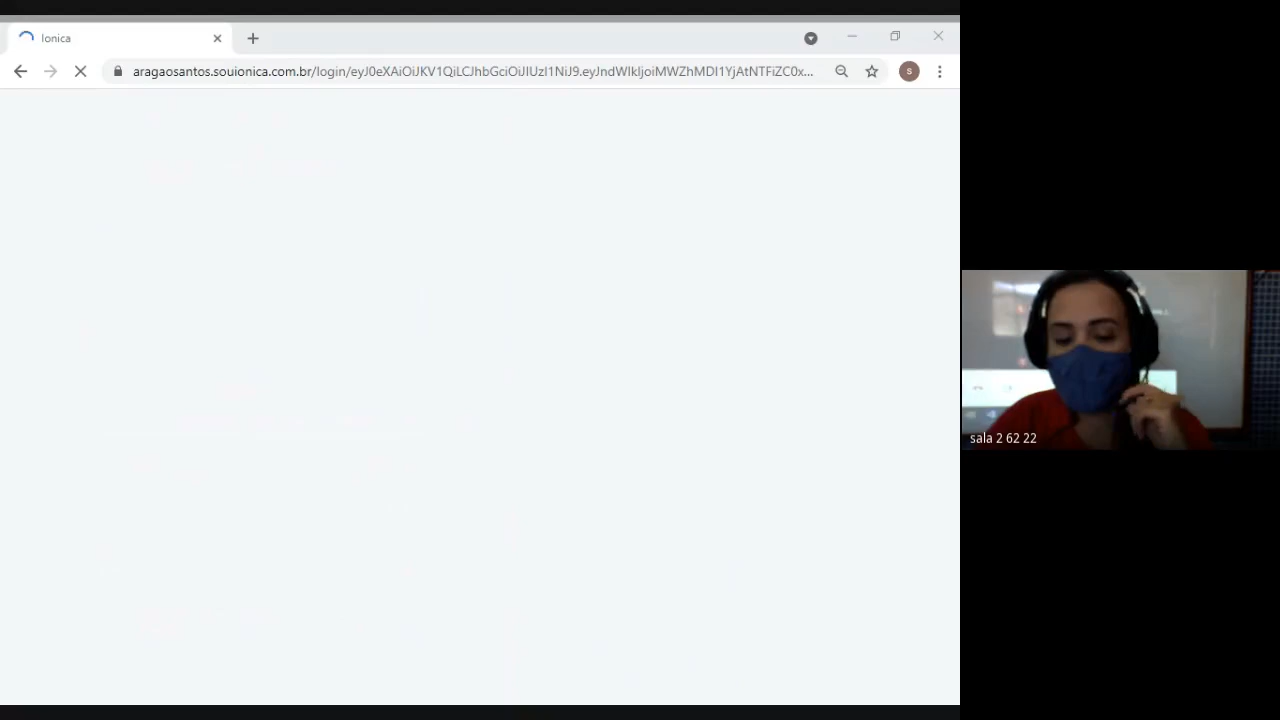 Ionica
aragaosantos.souionica.com.br/login/eyJ0eXAiOiJKV1QiLCJhbGciOiJIUzI1NiJ9.eyJndWlkIjoiMWZhMDI1YjAtNTFiZC0x...
S
sala 2 62 22